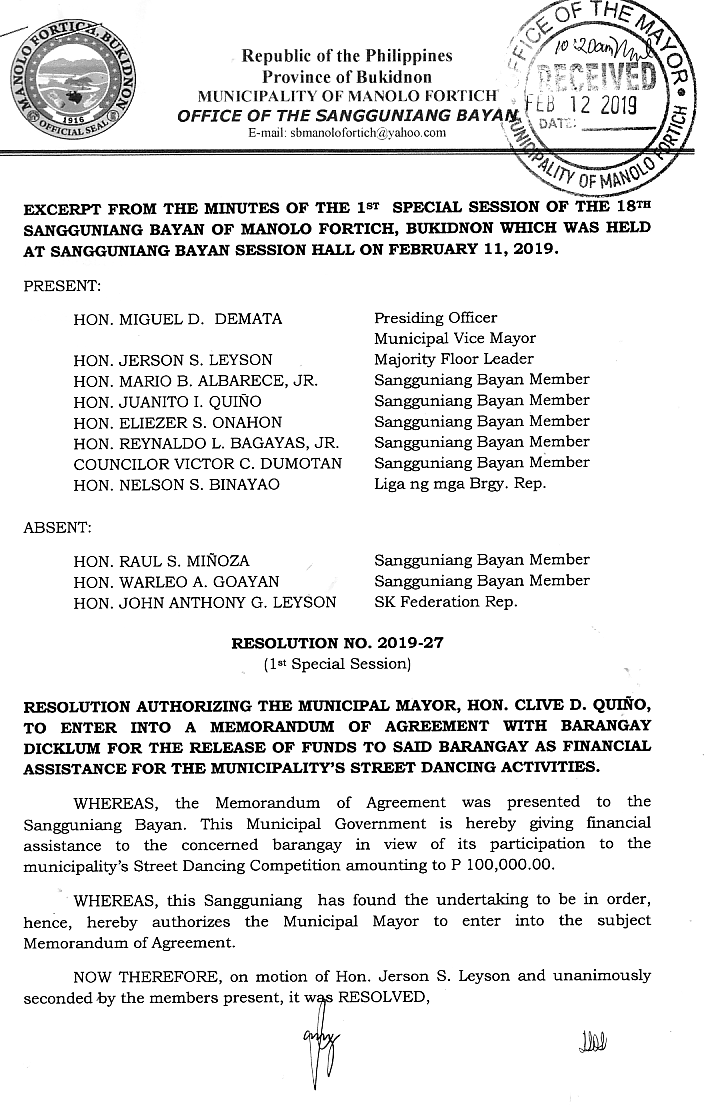 MANOLO FORTICH, BUKIDNON
1916
OFFICIAL SEAL
Republic of the Philippines
Province of Bukidnon
MUNICIPALITY OF MANOLO FORTICH
OFFICE OF THE SANGGUNIANG BAYAN
E-mail: sbmanolofortich@yahoo.com
OFFICE OF THE MAYOR
10:20am
RECEIVED
FEB 12 2019
DATE:
MUNICIPALITY OF MANOLO FORTICH
EXCERPT FROM THE MINUTES OF THE 1ST SPECIAL SESSION OF THE 18TH
SANGGUNIANG BAYAN OF MANOLO FORTICH, BUKIDNON WHICH WAS HELD
AT SANGGUNIANG BAYAN SESSION HALL ON FEBRUARY 11, 2019.
PRESENT:
HON. MIGUEL D. DEMATA Presiding Officer
Municipal Vice Mayor
HON. JERSON S. LEYSON Majority Floor Leader
HON. MARIO B. ALBARECE, JR. Sangguniang Bayan Member
HON. JUANITO I. QUIÑO Sangguniang Bayan Member
HON. ELIEZER S. ONAHON Sangguniang Bayan Member
HON. REYNALDO L. BAGAYAS, JR. Sangguniang Bayan Member
COUNCILOR VICTOR C. DUMOTAN Sangguniang Bayan Member
HON. NELSON S. BINAYAO Liga ng mga Brgy. Rep.
ABSENT:
HON. RAUL S. MIÑOZA Sangguniang Bayan Member
HON. WARLEO A. GOAYAN Sangguniang Bayan Member
HON. JOHN ANTHONY G. LEYSON SK Federation Rep.
RESOLUTION NO. 2019-27
(1st Special Session)
RESOLUTION AUTHORIZING THE MUNICIPAL MAYOR, HON. CLIVE D. QUIÑO,
TO ENTER INTO A MEMORANDUM OF AGREEMENT WITH BARANGAY
DICKLUM FOR THE RELEASE OF FUNDS TO SAID BARANGAY AS FINANCIAL
ASSISTANCE FOR THE MUNICIPALITY'S STREET DANCING ACTIVITIES.
WHEREAS, the Memorandum of Agreement was presented to the
Sangguniang Bayan. This Municipal Government is hereby giving financial
assistance to the concerned barangay in view of its participation to the
municipality's Street Dancing Competition amounting to P 100,000.00.
WHEREAS, this Sangguniang has found the undertaking to be in order,
hence, hereby authorizes the Municipal Mayor to enter into the subject
Memorandum of Agreement.
NOW THEREFORE, on motion of Hon. Jerson S. Leyson and unanimously
seconded by the members present, it was RESOLVED,